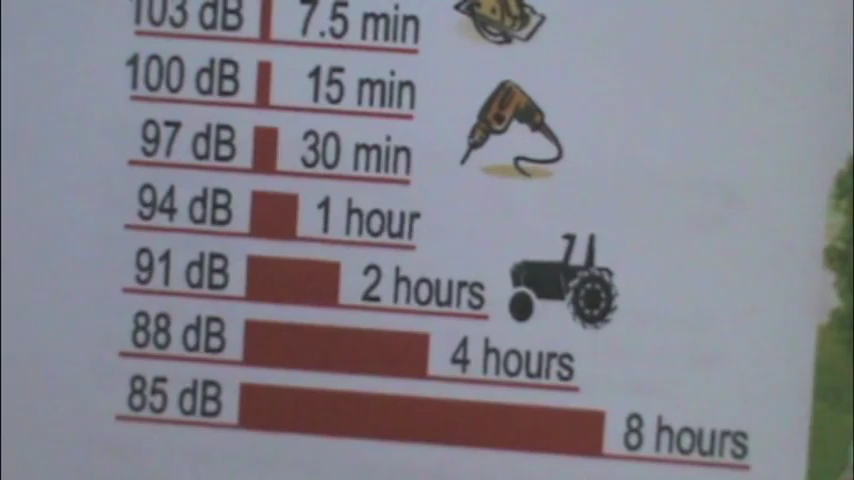 103 dB 7.5 min
100 dB 15 min
97 dB 30 min
94 dB 1 hour
91 dB 2 hours
88 dB 4 hours
85 dB 8 hours